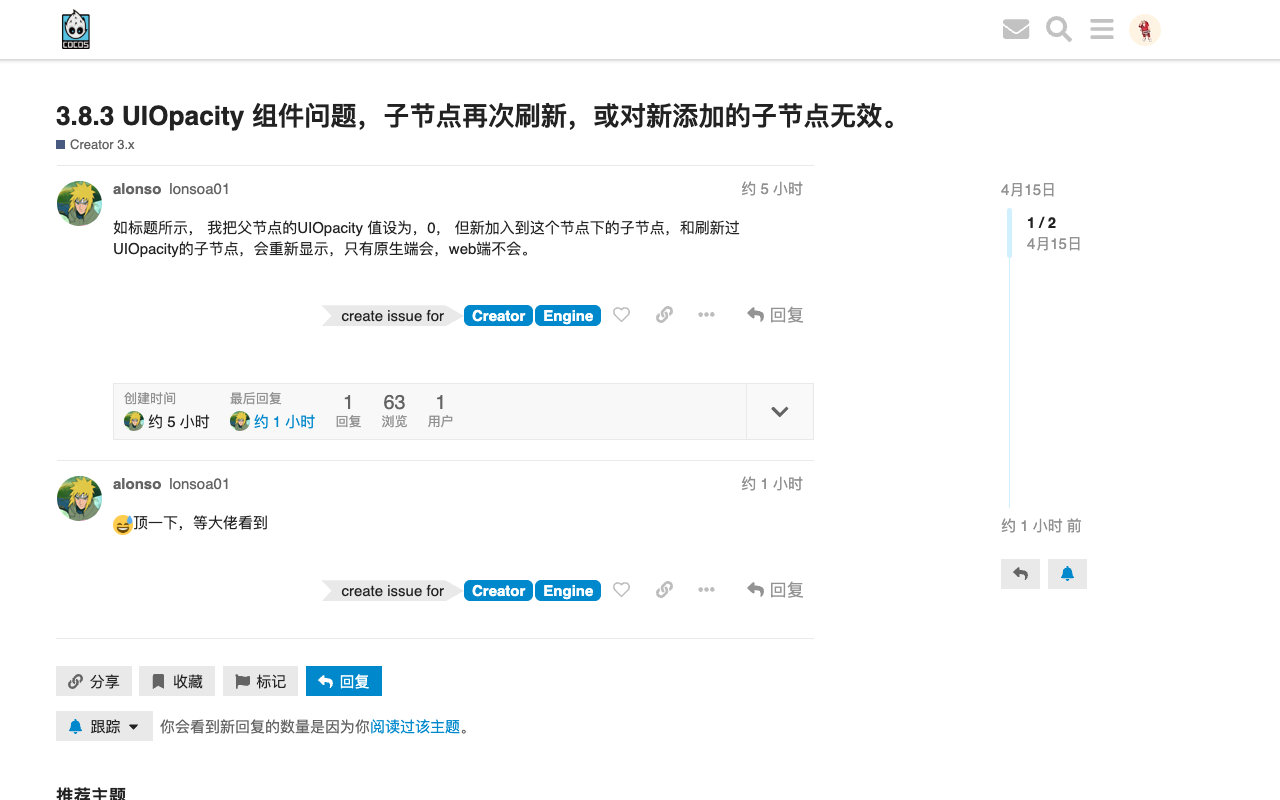 COCOS
3.8.3 UIOpacity 组件问题，子节点再次刷新，或对新添加的子节点无效。
Creator 3.x
alonso lonsoa01 约 5 小时
如标题所示， 我把父节点的UIOpacity 值设为，0， 但新加入到这个节点下的子节点，和刷新过
UIOpacity的子节点，会重新显示，只有原生端会，web端不会。
create issue for Creator Engine 回复
创建时间 最后回复 1 63 1
约 5 小时 约 1 小时 回复 浏览 用户
alonso lonsoa01 约 1 小时
顶一下，等大佬看到
create issue for Creator Engine 回复
4月15日
1 / 2
4月15日
约 1 小时 前
分享 收藏 标记 回复
跟踪 你会看到新回复的数量是因为你阅读过该主题。
推荐主题